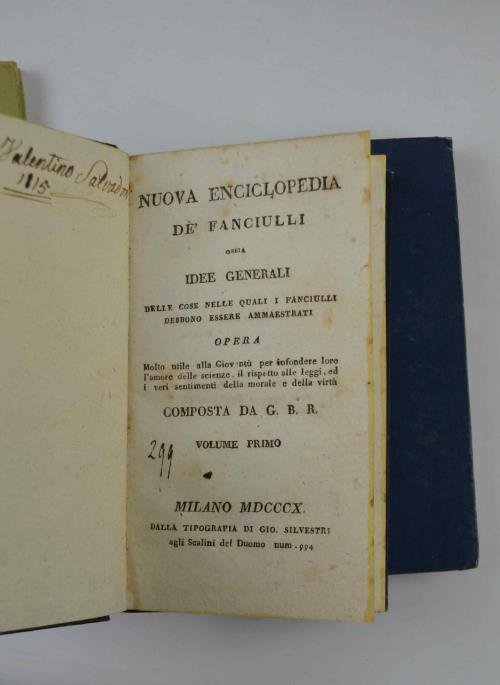 Valentino Salvadori
1815
NUOVA ENCICLOPEDIA
DE' FANCIULLI
OSSIA
IDEE GENERALI
DELLE COSE NELLE QUALI I FANCIULLI
DEBBONO ESSERE AMMAESTRATI
OPERA
Molto utile alla Gioventù per infondere loro
l'amore delle scienze, il rispetto alle leggi, ed
i veri sentimenti della morale e della virtù
COMPOSTA DA G. B. R.
VOLUME PRIMO
299
MILANO MDCCCX.
DALLA TIPOGRAFIA DI GIO. SILVESTRI
agli Scalini del Duomo num. 994